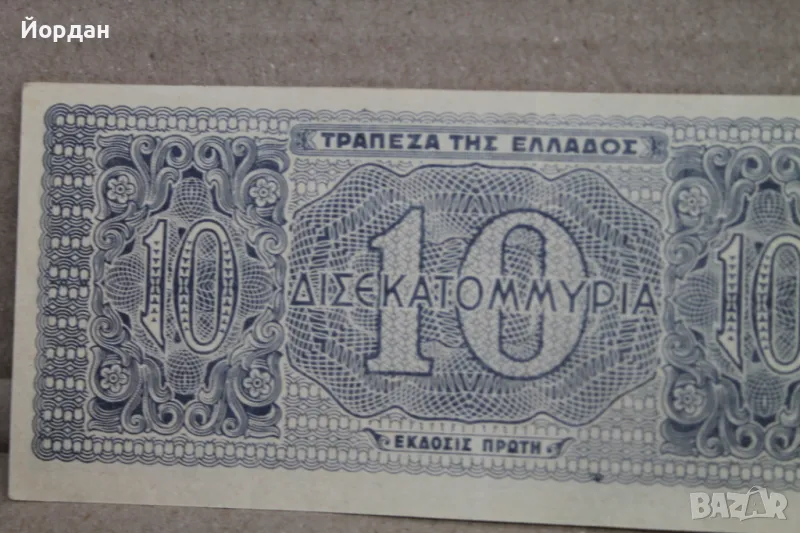 Йордан
ΤΡΑΠΕΖΑ ΤΗΣ ΕΛΛΑΔΟΣ
10
10
10
ΔΙΣΕΚΑΤΟΜΜΥΡΙΑ
ΕΚΔΟΣΙΣ ΠΡΩΤΗ
BAZAR